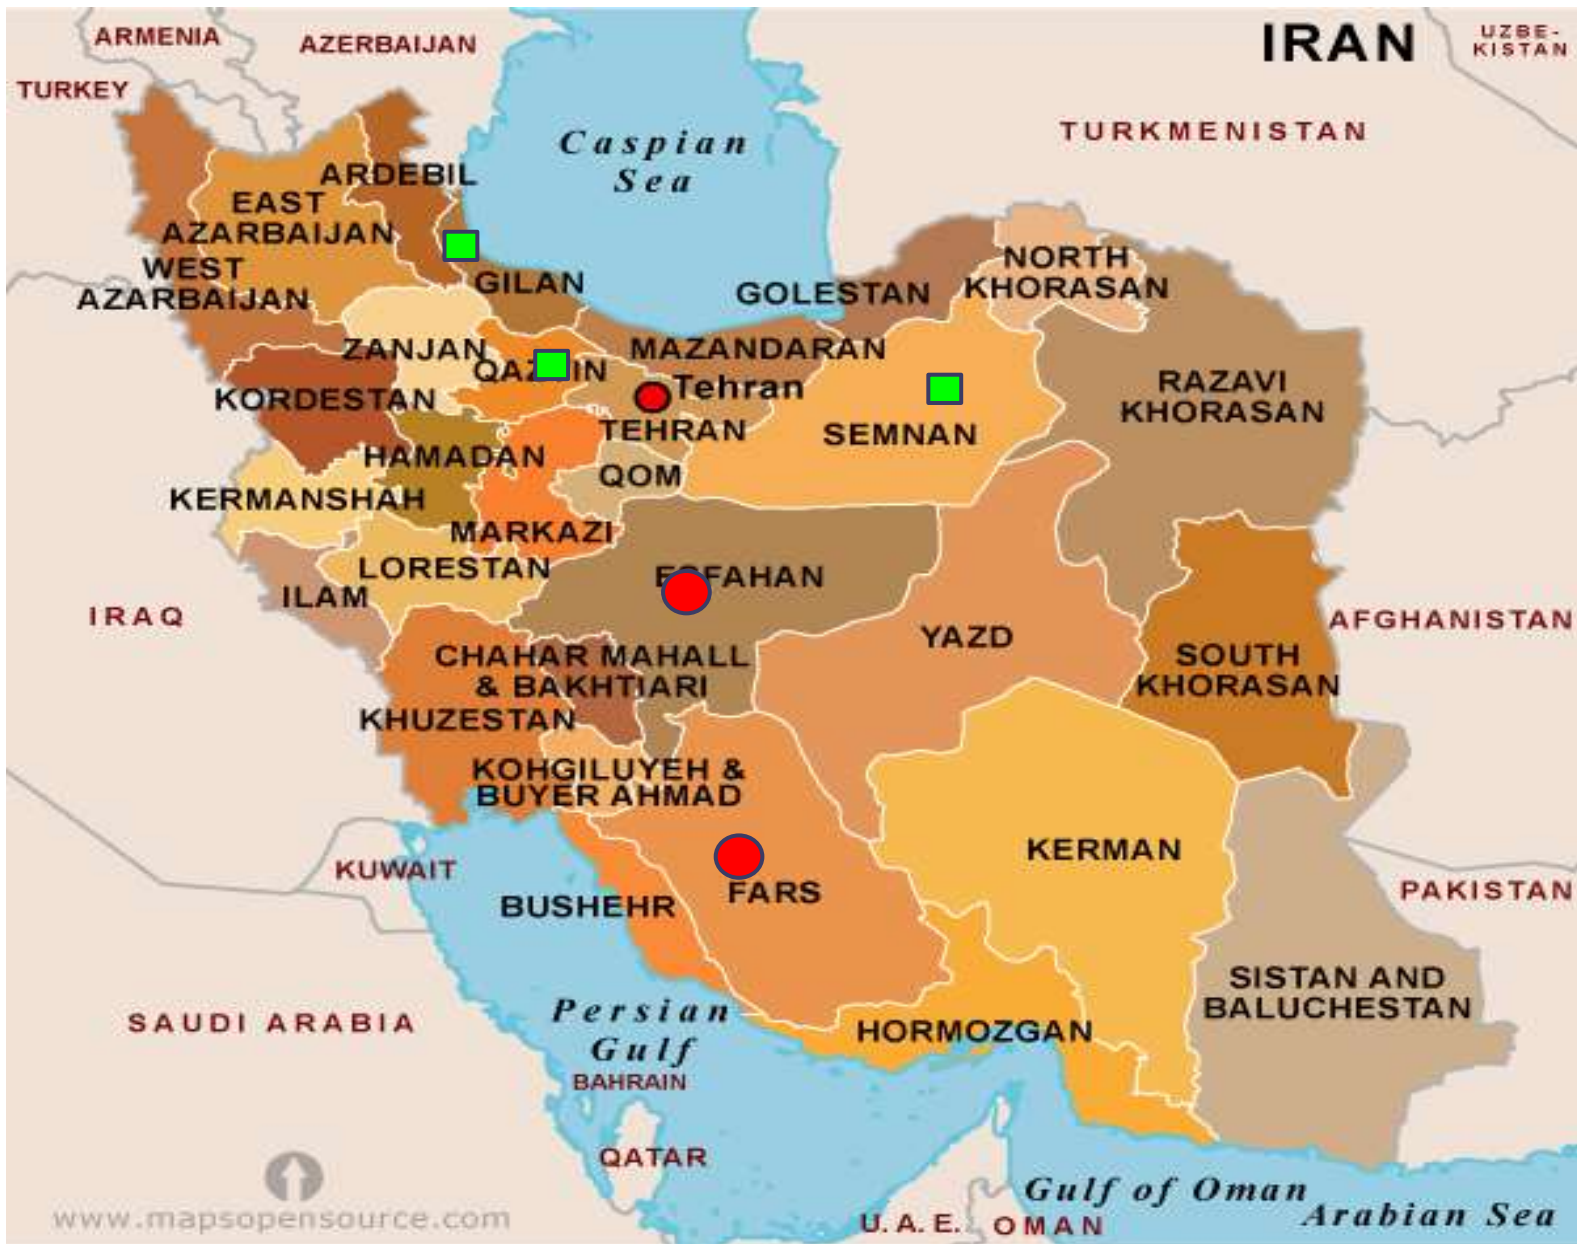 IRAN
UZBE-
KISTAN
ARMENIA
AZERBAIJAN
TURKEY
TURKMENISTAN
Caspian
Sea
ARDEBIL
EAST
AZARBAIJAN
WEST
AZARBAIJAN
GILAN
GOLESTAN
NORTH
KHORASAN
ZANJAN
MAZANDARAN
Tehran
TEHRAN
KORDESTAN
RAZAVI
KHORASAN
SEMNAN
HAMADAN
QOM
KERMANSHAH
MARKAZI
LORESTAN
ILAM
IRAQ
YAZD
AFGHANISTAN
CHAHAR MAHALL
& BAKHTIARI
SOUTH
KHORASAN
KHUZESTAN
KOHGILUYEH &
BUYER AHMAD
KERMAN
KUWAIT
FARS
BUSHEHR
PAKISTAN
SISTAN AND
BALUCHESTAN
SAUDI ARABIA
Persian
Gulf
HORMOZGAN
BAHRAIN
QATAR
Gulf of Oman
Arabian Sea
U.A.E.
OMAN
www.mapsopensource.com